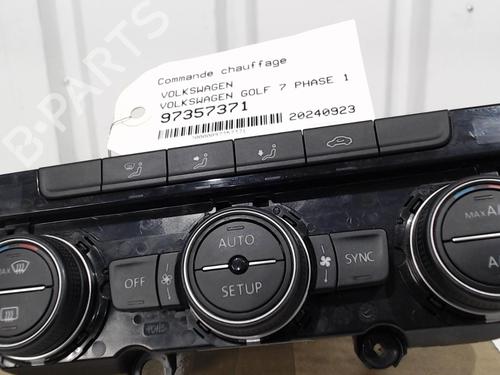 Commande chauffage
VOLKSWAGEN
VOLKSWAGEN GOLF 7 PHASE 1
97357371
20240923
B-PARTS
MAX
OFF
AUTO
SETUP
SYNC
MAX